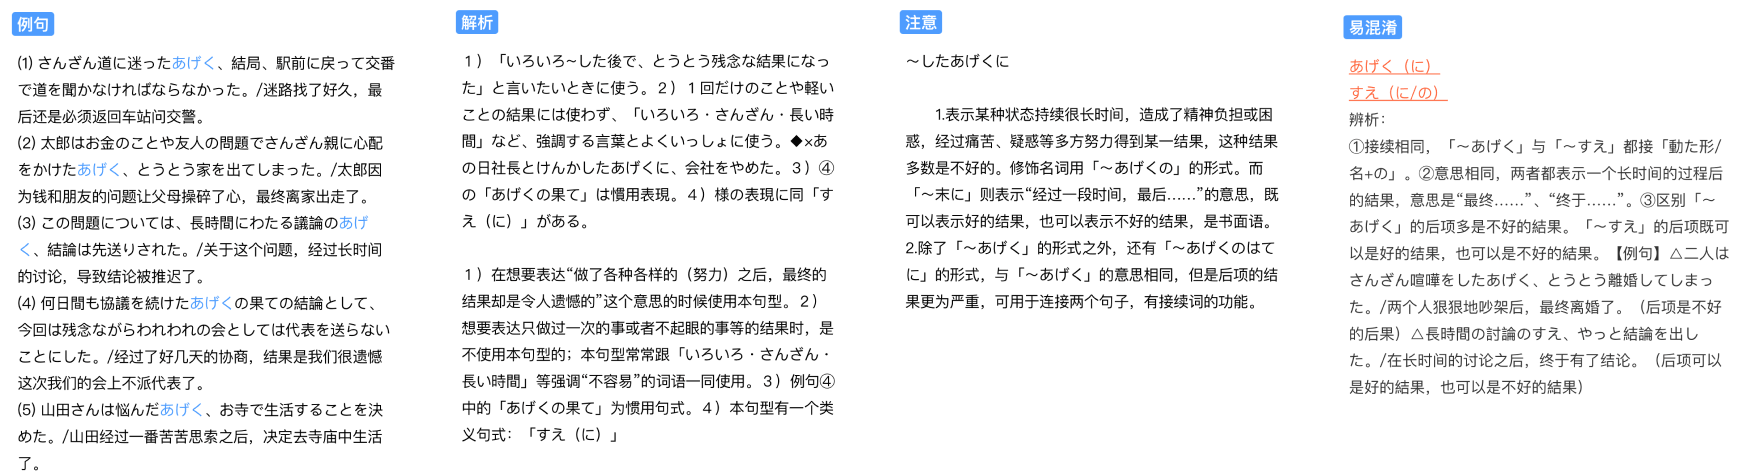 例句
(1) さんざん道に迷ったあげく、結局、駅前に戻って交番
で道を聞かなければならなかった。/迷路找了好久，最
后还是必须返回车站问交警。
(2) 太郎はお金のことや友人の問題でさんざん親に心配
をかけたあげく、とうとう家を出てしまった。/太郎因
为钱和朋友的问题让父母操碎了心，最终离家出走了。
(3) この問題については、長時間にわたる議論のあげ
く、結論は先送りされた。/关于这个问题，经过长时间
的讨论，导致结论被推迟了。
(4) 何日間も協議を続けたあげくの果ての結論として、
今回は残念ながらわれわれの会としては代表を送らない
ことにした。/经过了好几天的协商，结果是我们很遗憾
这次我们的会上不派代表了。
(5) 山田さんは悩んだあげく、お寺で生活することを決
めた。/山田经过一番苦苦思索之后，决定去寺庙中生活
了。
解析
１）「いろいろ~した後で、とうとう残念な結果になっ
た」と言いたいときに使う。２）１回だけのことや軽い
ことの結果には使わず、「いろいろ・さんざん・長い時
間」など、強調する言葉とよくいっしょに使う。◆×あ
の日社長とけんかしたあげくに、会社をやめた。３）④
の「あげくの果て」は慣用表現。４）様の表現に同「す
え（に）」がある。
１）在想要表达“做了各种各样的（努力）之后，最终的
结果却是令人遗憾的”这个意思的时候使用本句型。２）
想要表达只做过一次的事或者不起眼的事等的结果时，是
不使用本句型的；本句型常常跟「いろいろ・さんざん・
長い時間」等强调“不容易”的词语一同使用。３）例句④
中的「あげくの果て」为惯用句式。４）本句型有一个类
义句式：「すえ（に）」
注意
～したあげくに
1.表示某种状态持续很长时间，造成了精神负担或困
惑，经过痛苦、疑惑等多方努力得到某一结果，这种结果
多数是不好的。修饰名词用「～あげくの」的形式。而
「～末に」则表示“经过一段时间，最后……”的意思，既
可以表示好的结果，也可以表示不好的结果，是书面语。
2.除了「～あげく」的形式之外，还有「～あげくのはて
に」的形式，与「～あげく」的意思相同，但是后项的结
果更为严重，可用于连接两个句子，有接续词的功能。
易混淆
あげく（に）
すえ（に/の）
辨析：
①接续相同，「～あげく」与「～すえ」都接「動た形/
名+の」。②意思相同，两者都表示一个长时间的过程后
的結果，意思是“最终……”、“终于……”。③区别「～
あげく」的后项多是不好的結果。「～すえ」的后项既可
以是好的结果，也可以是不好的结果。【例句】△二人は
さんざん喧嘩をしたあげく、とうとう離婚してしまっ
た。/两个人狠狠地吵架后，最终离婚了。（后项是不好
的后果）△長時間の討論のすえ、やっと結論を出し
た。/在长时间的讨论之后，终于有了结论。（后项可以
是好的結果，也可以是不好的結果）